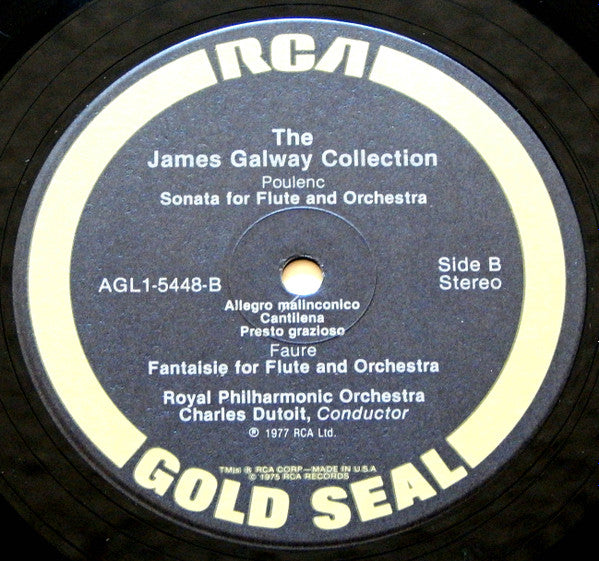 RCA
The
James Galway Collection
Poulenc
Sonata for Flute and Orchestra
AGL1-5448-B
Side B
Stereo
Allegro malinconico
Cantilena
Presto grazioso
Faure
Fantaisie for Flute and Orchestra
Royal Philharmonic Orchestra
Charles Dutoit, Conductor
℗ 1977 RCA Ltd.
TM(s) ® RCA CORP—MADE IN U.S.A
© 1975 RCA RECORDS
GOLD SEAL